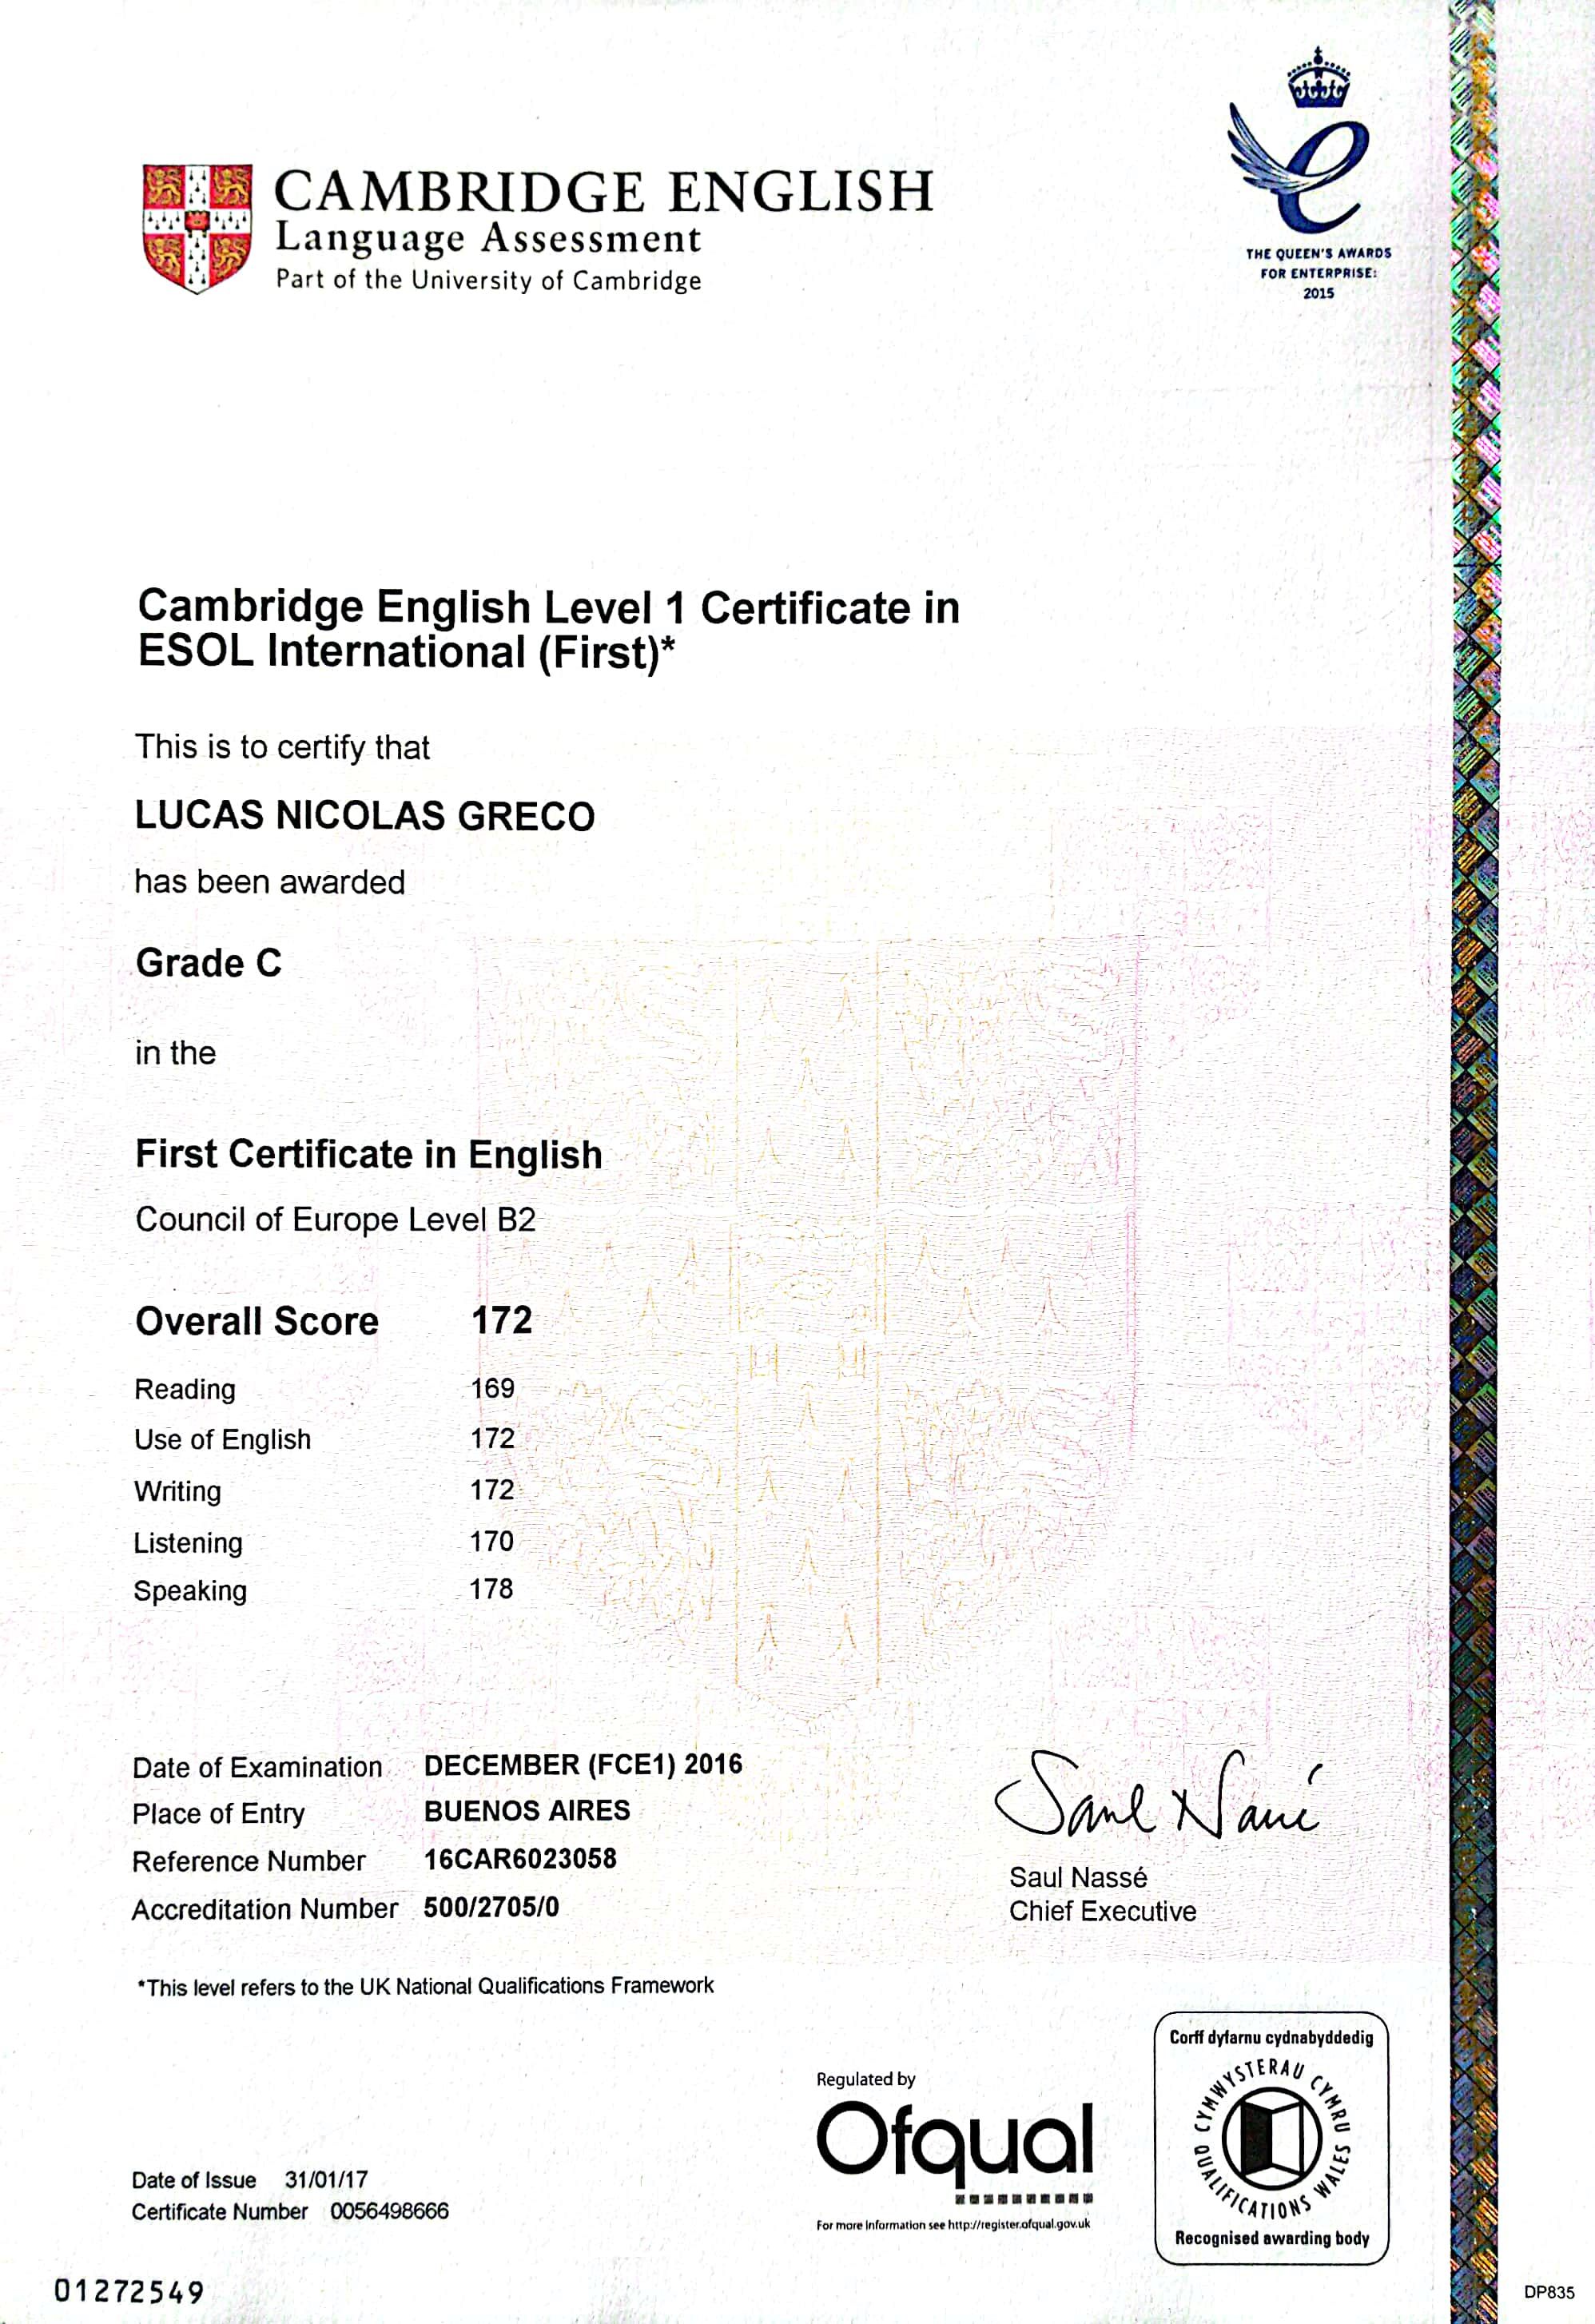 CAMBRIDGE ENGLISH
Language Assessment
Part of the University of Cambridge
THE QUEEN'S AWARDS
FOR ENTERPRISE:
2015
Cambridge English Level 1 Certificate in
ESOL International (First)*
This is to certify that
LUCAS NICOLAS GRECO
has been awarded
Grade C
in the
First Certificate in English
Council of Europe Level B2
Overall Score 172
Reading 169
Use of English 172
Writing 172
Listening 170
Speaking 178
Date of Examination DECEMBER (FCE1) 2016
Place of Entry BUENOS AIRES
Reference Number 16CAR6023058
Accreditation Number 500/2705/0
Saul Nassé
Saul Nassé
Chief Executive
*This level refers to the UK National Qualifications Framework
Regulated by
Ofqual
For more information see http://register.ofqual.gov.uk
Corff dyfarnu cydnabyddedig
CYMWYSTERAU CYMRU
QUALIFICATIONS WALES
Recognised awarding body
Date of Issue 31/01/17
Certificate Number 0056498666
01272549
DP835